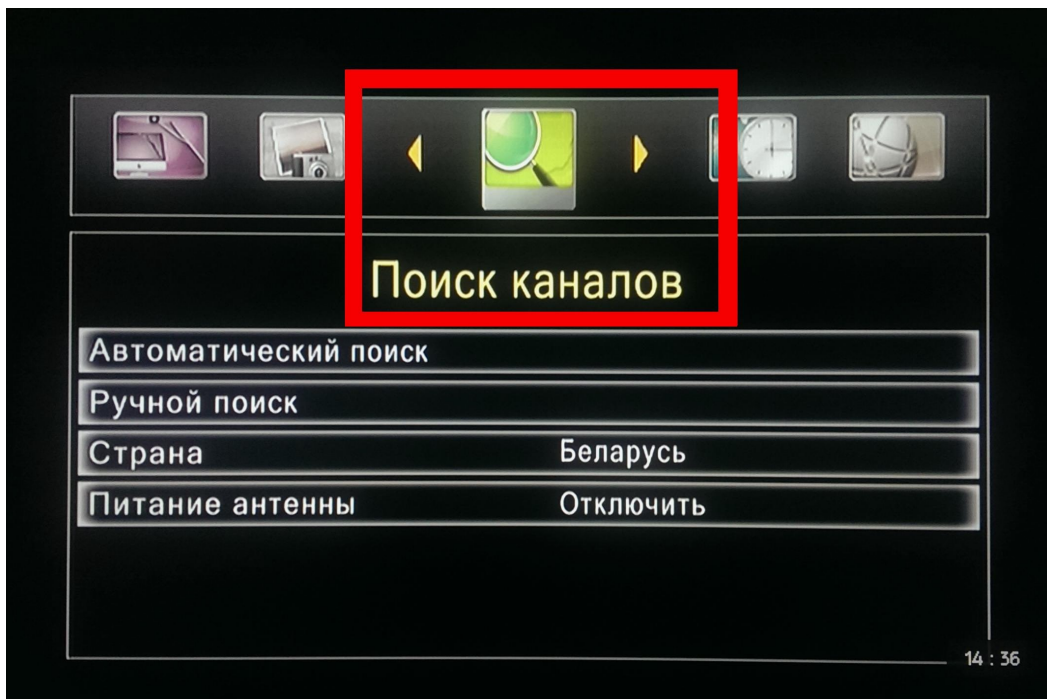 Поиск каналов
Автоматический поиск
Ручной поиск
Страна Беларусь
Питание антенны Отключить
14 : 36